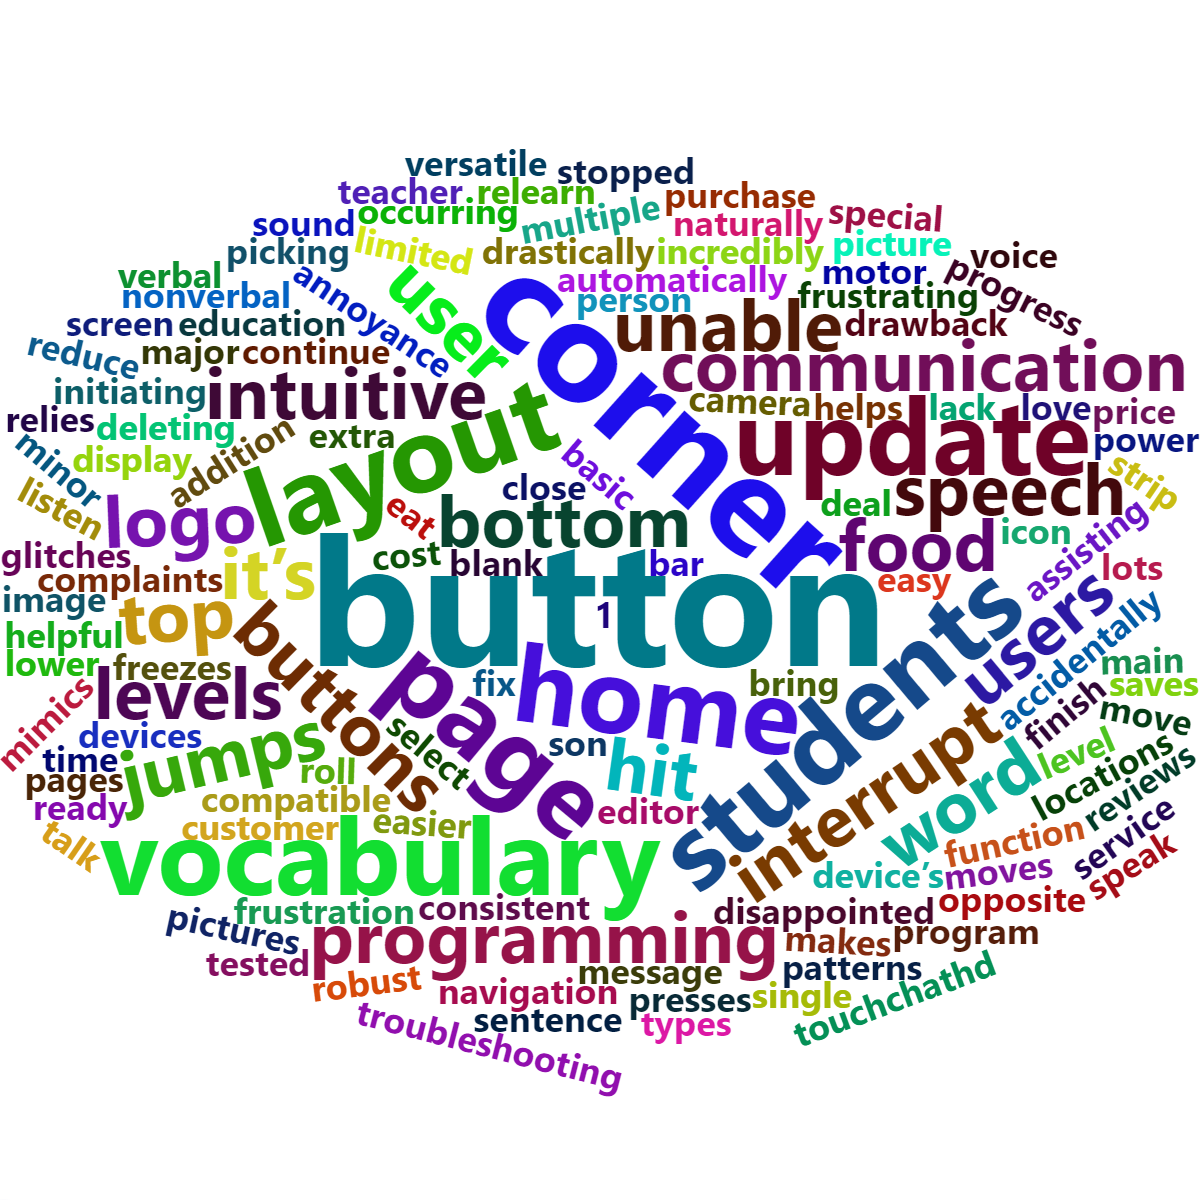 versatile
stopped
teacher
relearn
purchase
occurring
multiple
naturally
special
sound
limited
drastically
incredibly
picture
picking
voice
verbal
annoyance
user
corner
automatically
motor
progress
nonverbal
person
frustrating
screen
education
unable
drawback
reduce
major
continue
communication
initiating
intuitive
layout
camera
helps
lack
love
price
relies
deleting
addition
extra
update
power
minor
display
basic
strip
listen
close
eat
logo
bottom
deal
speech
food
icon
glitches
cost
blank
bar
assisting
complaints
it's
easy
lots
image
top
button
1
students
users
helpful
buttons
accidentally
lower
freezes
page
main
mimics
levels
fix
home
bring
saves
devices
select
son
hit
interrupt
finish
move
time
jumps
word
level
locations
pages
roll
reviews
ready
compatible
editor
talk
customer
easier
function
service
vocabulary
device's
moves
speak
frustration
consistent
disappointed
opposite
pictures
programming
makes
program
tested
message
patterns
robust
navigation
presses
single
touchchathd
troubleshooting
sentence
types